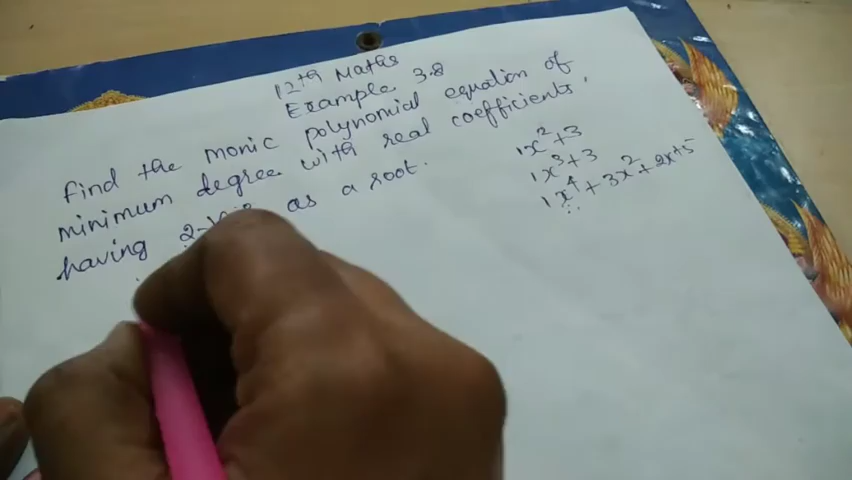 12th Maths
Example 3.8
Find the monic polynomial equation of
minimum degree with real coefficients,
having as a root.
1x²+3
1x³+3
1x⁴+3x²+2x+5